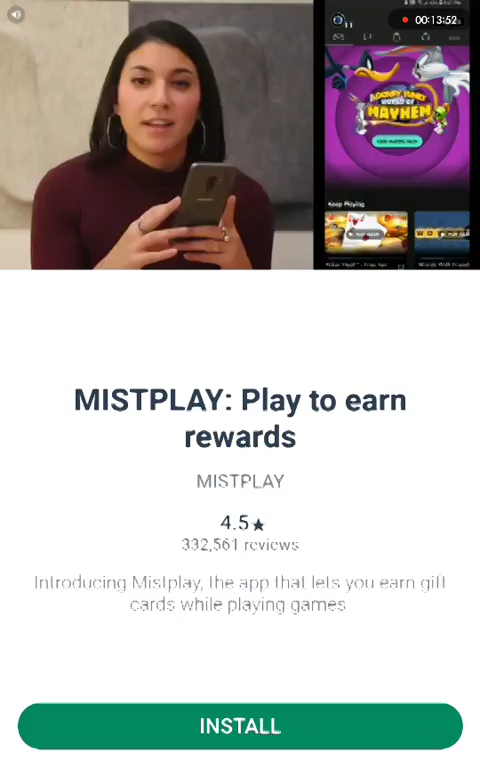 00:13:52
LOONEY TUNES
WORLD OF
MAYHEM
Keep Playing
MISTPLAY: Play to earn
rewards
MISTPLAY
4.5★
332,561 reviews
Introducing Mistplay, the app that lets you earn gift
cards while playing games
INSTALL